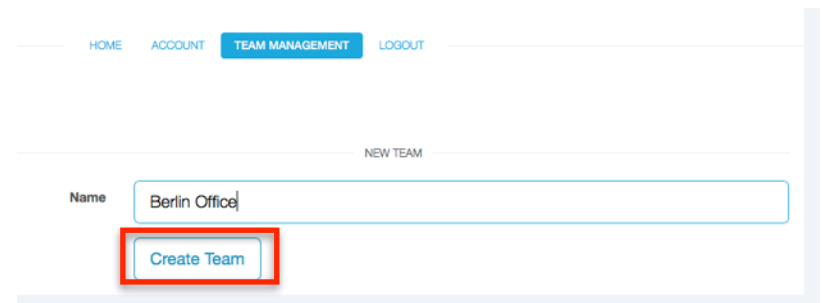 HOME ACCOUNT TEAM MANAGEMENT LOGOUT
NEW TEAM
Name Berlin Office
Create Team